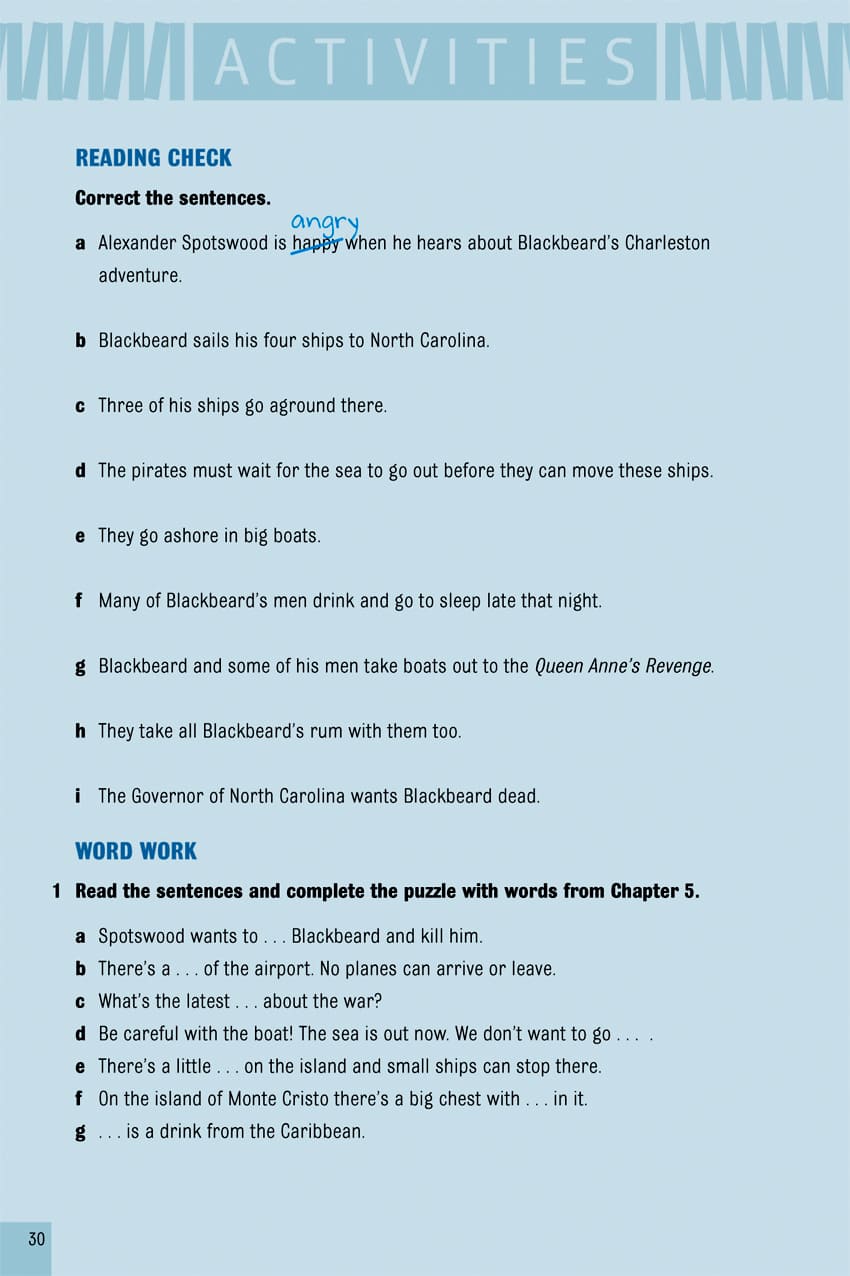 ACTIVITIES
READING CHECK
Correct the sentences.
angry
a Alexander Spotswood is happy when he hears about Blackbeard's Charleston
adventure.
b Blackbeard sails his four ships to North Carolina.
c Three of his ships go aground there.
d The pirates must wait for the sea to go out before they can move these ships.
e They go ashore in big boats.
f Many of Blackbeard's men drink and go to sleep late that night.
g Blackbeard and some of his men take boats out to the Queen Anne's Revenge.
h They take all Blackbeard's rum with them too.
i The Governor of North Carolina wants Blackbeard dead.
WORD WORK
1 Read the sentences and complete the puzzle with words from Chapter 5.
a Spotswood wants to . . . Blackbeard and kill him.
b There's a . . . of the airport. No planes can arrive or leave.
c What's the latest . . . about the war?
d Be careful with the boat! The sea is out now. We don't want to go . . . .
e There's a little . . . on the island and small ships can stop there.
f On the island of Monte Cristo there's a big chest with . . . in it.
g . . . is a drink from the Caribbean.
30